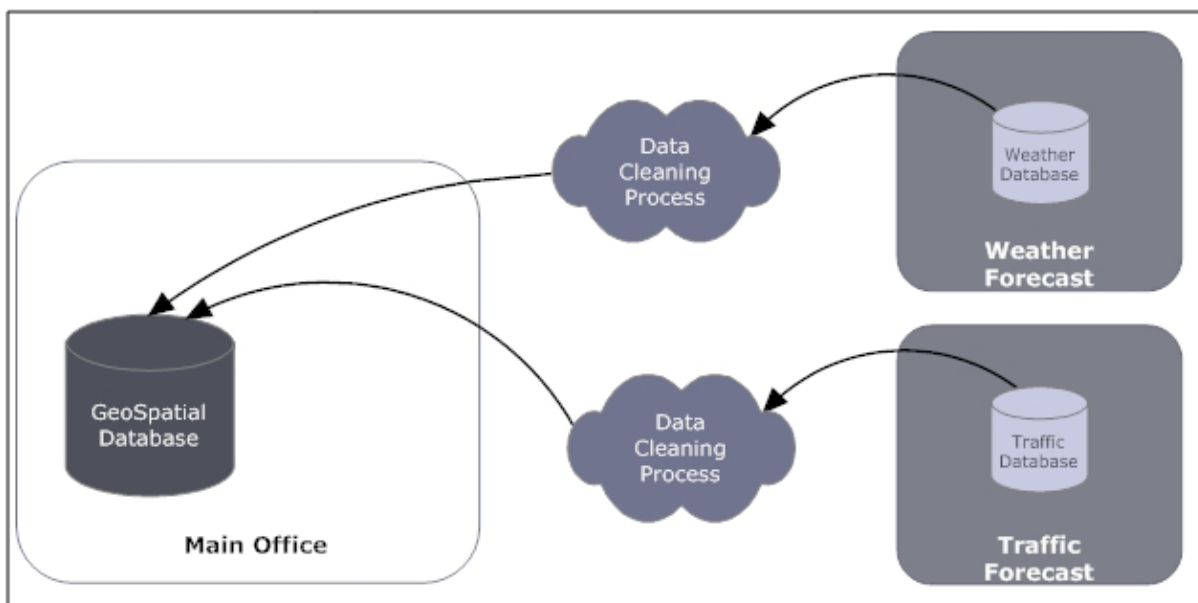 Data
Cleaning
Process
Weather
Database
Weather
Forecast
GeoSpatial
Database
Main Office
Data
Cleaning
Process
Traffic
Database
Traffic
Forecast